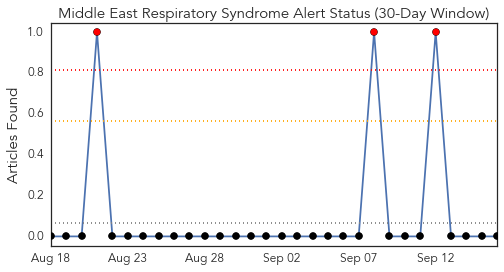 Middle East Respiratory Syndrome Alert Status (30-Day Window)
Articles Found
1.0
0.8
0.6
0.4
0.2
0.0
Aug 18
Aug 23
Aug 28
Sep 02
Sep 07
Sep 12